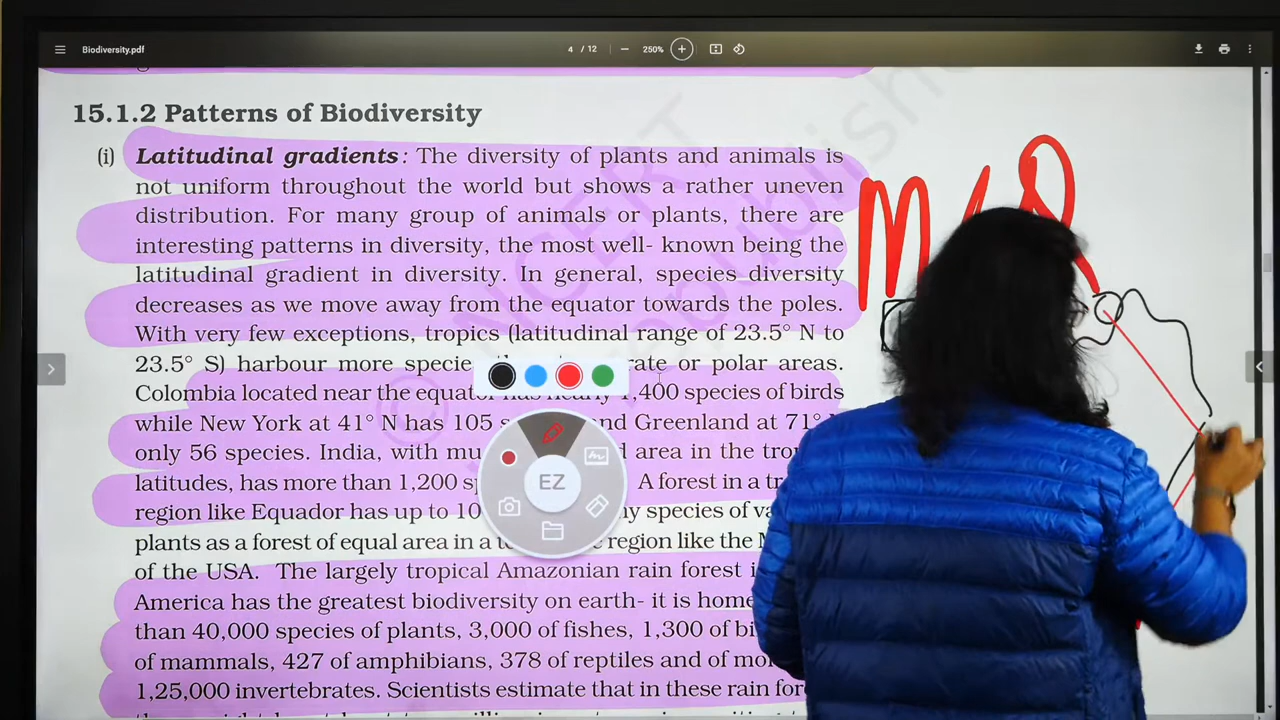 Biodiversity.pdf
4 / 12
250%
15.1.2 Patterns of Biodiversity
(i) Latitudinal gradients: The diversity of plants and animals is
not uniform throughout the world but shows a rather uneven
distribution. For many group of animals or plants, there are
interesting patterns in diversity, the most well- known being the
latitudinal gradient in diversity. In general, species diversity
decreases as we move away from the equator towards the poles.
With very few exceptions, tropics (latitudinal range of 23.5° N to
23.5° S) harbour more rate or polar areas.
Colombia located near the 1,400 species of birds
while New York at 41° N has 105 nd Greenland at 71°
only 56 species. India, with d area in the
latitudes, has more than 1,200 A forest in a
region like Equador has up to 10 ny species of
plants as a forest of equal area in a region like the
of the USA. The largely tropical Amazonian rain forest
America has the greatest biodiversity on earth- it is
than 40,000 species of plants, 3,000 of fishes, 1,300 of
of mammals, 427 of amphibians, 378 of reptiles and of
1,25,000 invertebrates. Scientists estimate that in these rain
EZ
© NCERT